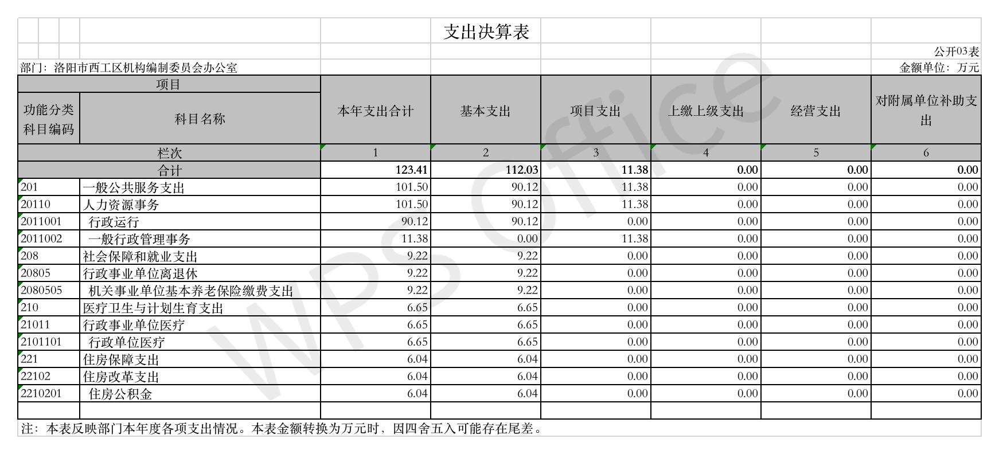 支出决算表
公开03表
部门：洛阳市西工区机构编制委员会办公室 金额单位：万元
项目 本年支出合计 基本支出 项目支出 上缴上级支出 经营支出 对附属单位补助支出
功能分类科目编码 科目名称
栏次 1 2 3 4 5 6
合计 123.41 112.03 11.38 0.00 0.00 0.00
201 一般公共服务支出 101.50 90.12 11.38 0.00 0.00 0.00
20110 人力资源事务 101.50 90.12 11.38 0.00 0.00 0.00
2011001 行政运行 90.12 90.12 0.00 0.00 0.00 0.00
2011002 一般行政管理事务 11.38 0.00 11.38 0.00 0.00 0.00
208 社会保障和就业支出 9.22 9.22 0.00 0.00 0.00 0.00
20805 行政事业单位离退休 9.22 9.22 0.00 0.00 0.00 0.00
2080505 机关事业单位基本养老保险缴费支出 9.22 9.22 0.00 0.00 0.00 0.00
210 医疗卫生与计划生育支出 6.65 6.65 0.00 0.00 0.00 0.00
21011 行政事业单位医疗 6.65 6.65 0.00 0.00 0.00 0.00
2101101 行政单位医疗 6.65 6.65 0.00 0.00 0.00 0.00
221 住房保障支出 6.04 6.04 0.00 0.00 0.00 0.00
22102 住房改革支出 6.04 6.04 0.00 0.00 0.00 0.00
2210201 住房公积金 6.04 6.04 0.00 0.00 0.00 0.00
注：本表反映部门本年度各项支出情况。本表金额转换为万元时，因四舍五入可能存在尾差。
WPS Office